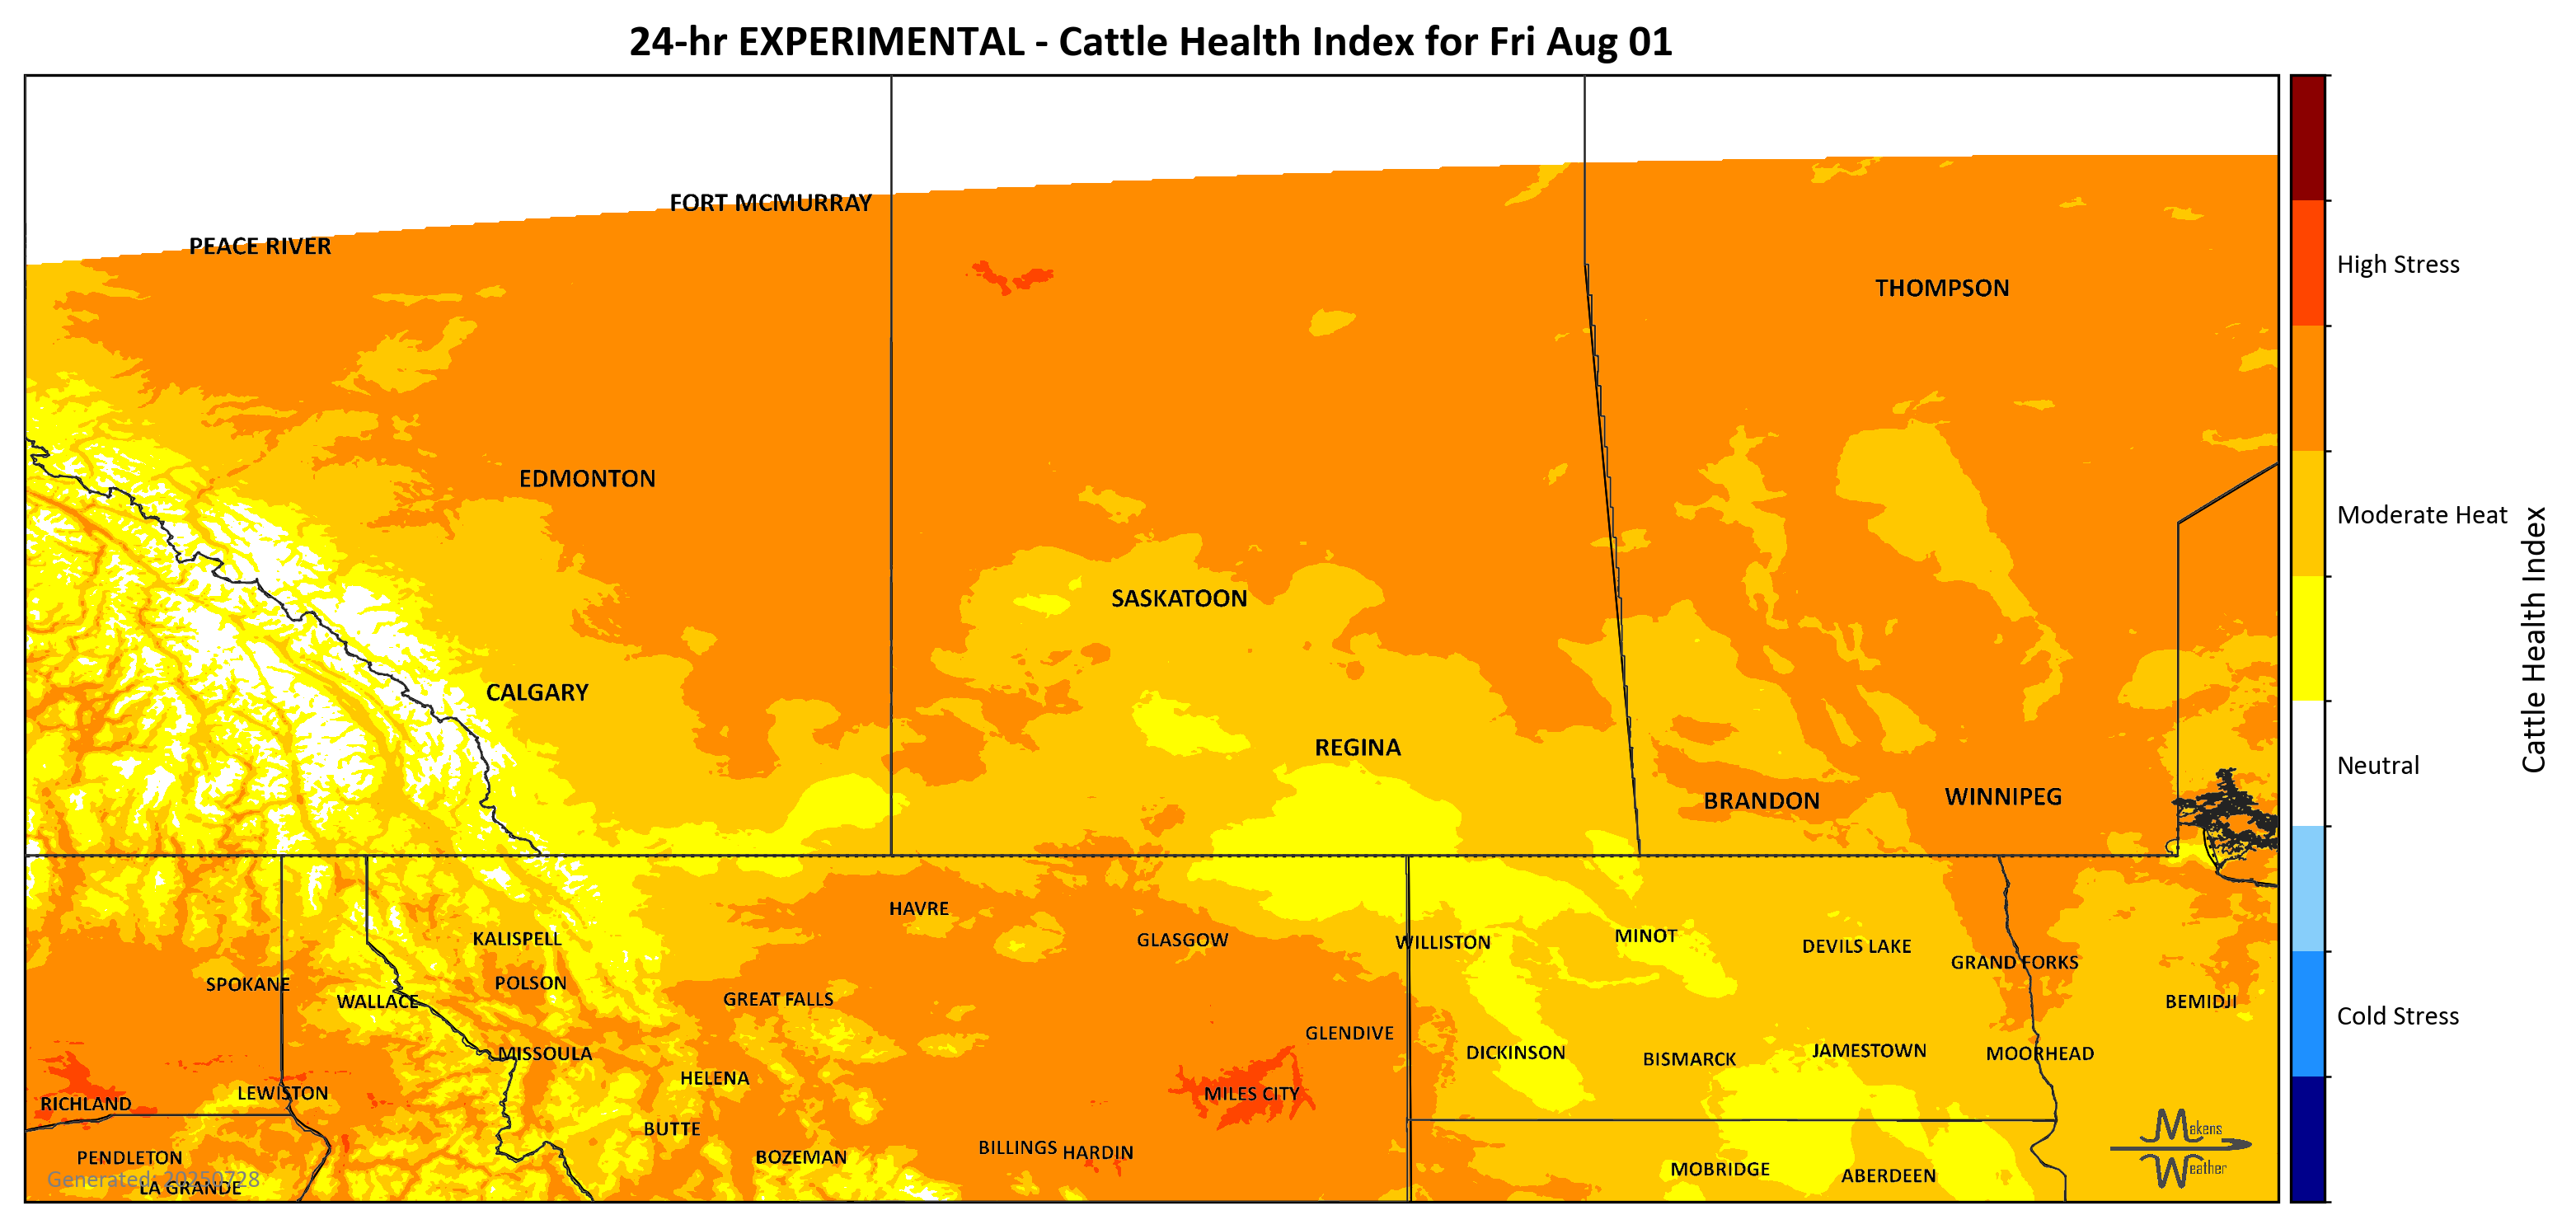 24-hr EXPERIMENTAL - Cattle Health Index for Fri Aug 01
FORT MCMURRAY
PEACE RIVER
High Stress
THOMPSON
EDMONTON
Moderate Heat
SASKATOON
Cattle Health Index
CALGARY
REGINA
Neutral
BRANDON
WINNIPEG
HAVRE
KALISPELL
GLASGOW
WILLISTON
MINOT
DEVILS LAKE
GRAND FORKS
SPOKANE
POLSON
WALLACE
GREAT FALLS
BEMIDJI
Cold Stress
GLENDIVE
MISSOULA
DICKINSON
BISMARCK
JAMESTOWN
MOORHEAD
HELENA
LEWISTON
MILES CITY
RICHLAND
BUTTE
Makens
Weather
BILLINGS
HARDIN
PENDLETON
BOZEMAN
MOBRIDGE
ABERDEEN
Generated: 20250728
LA GRANDE